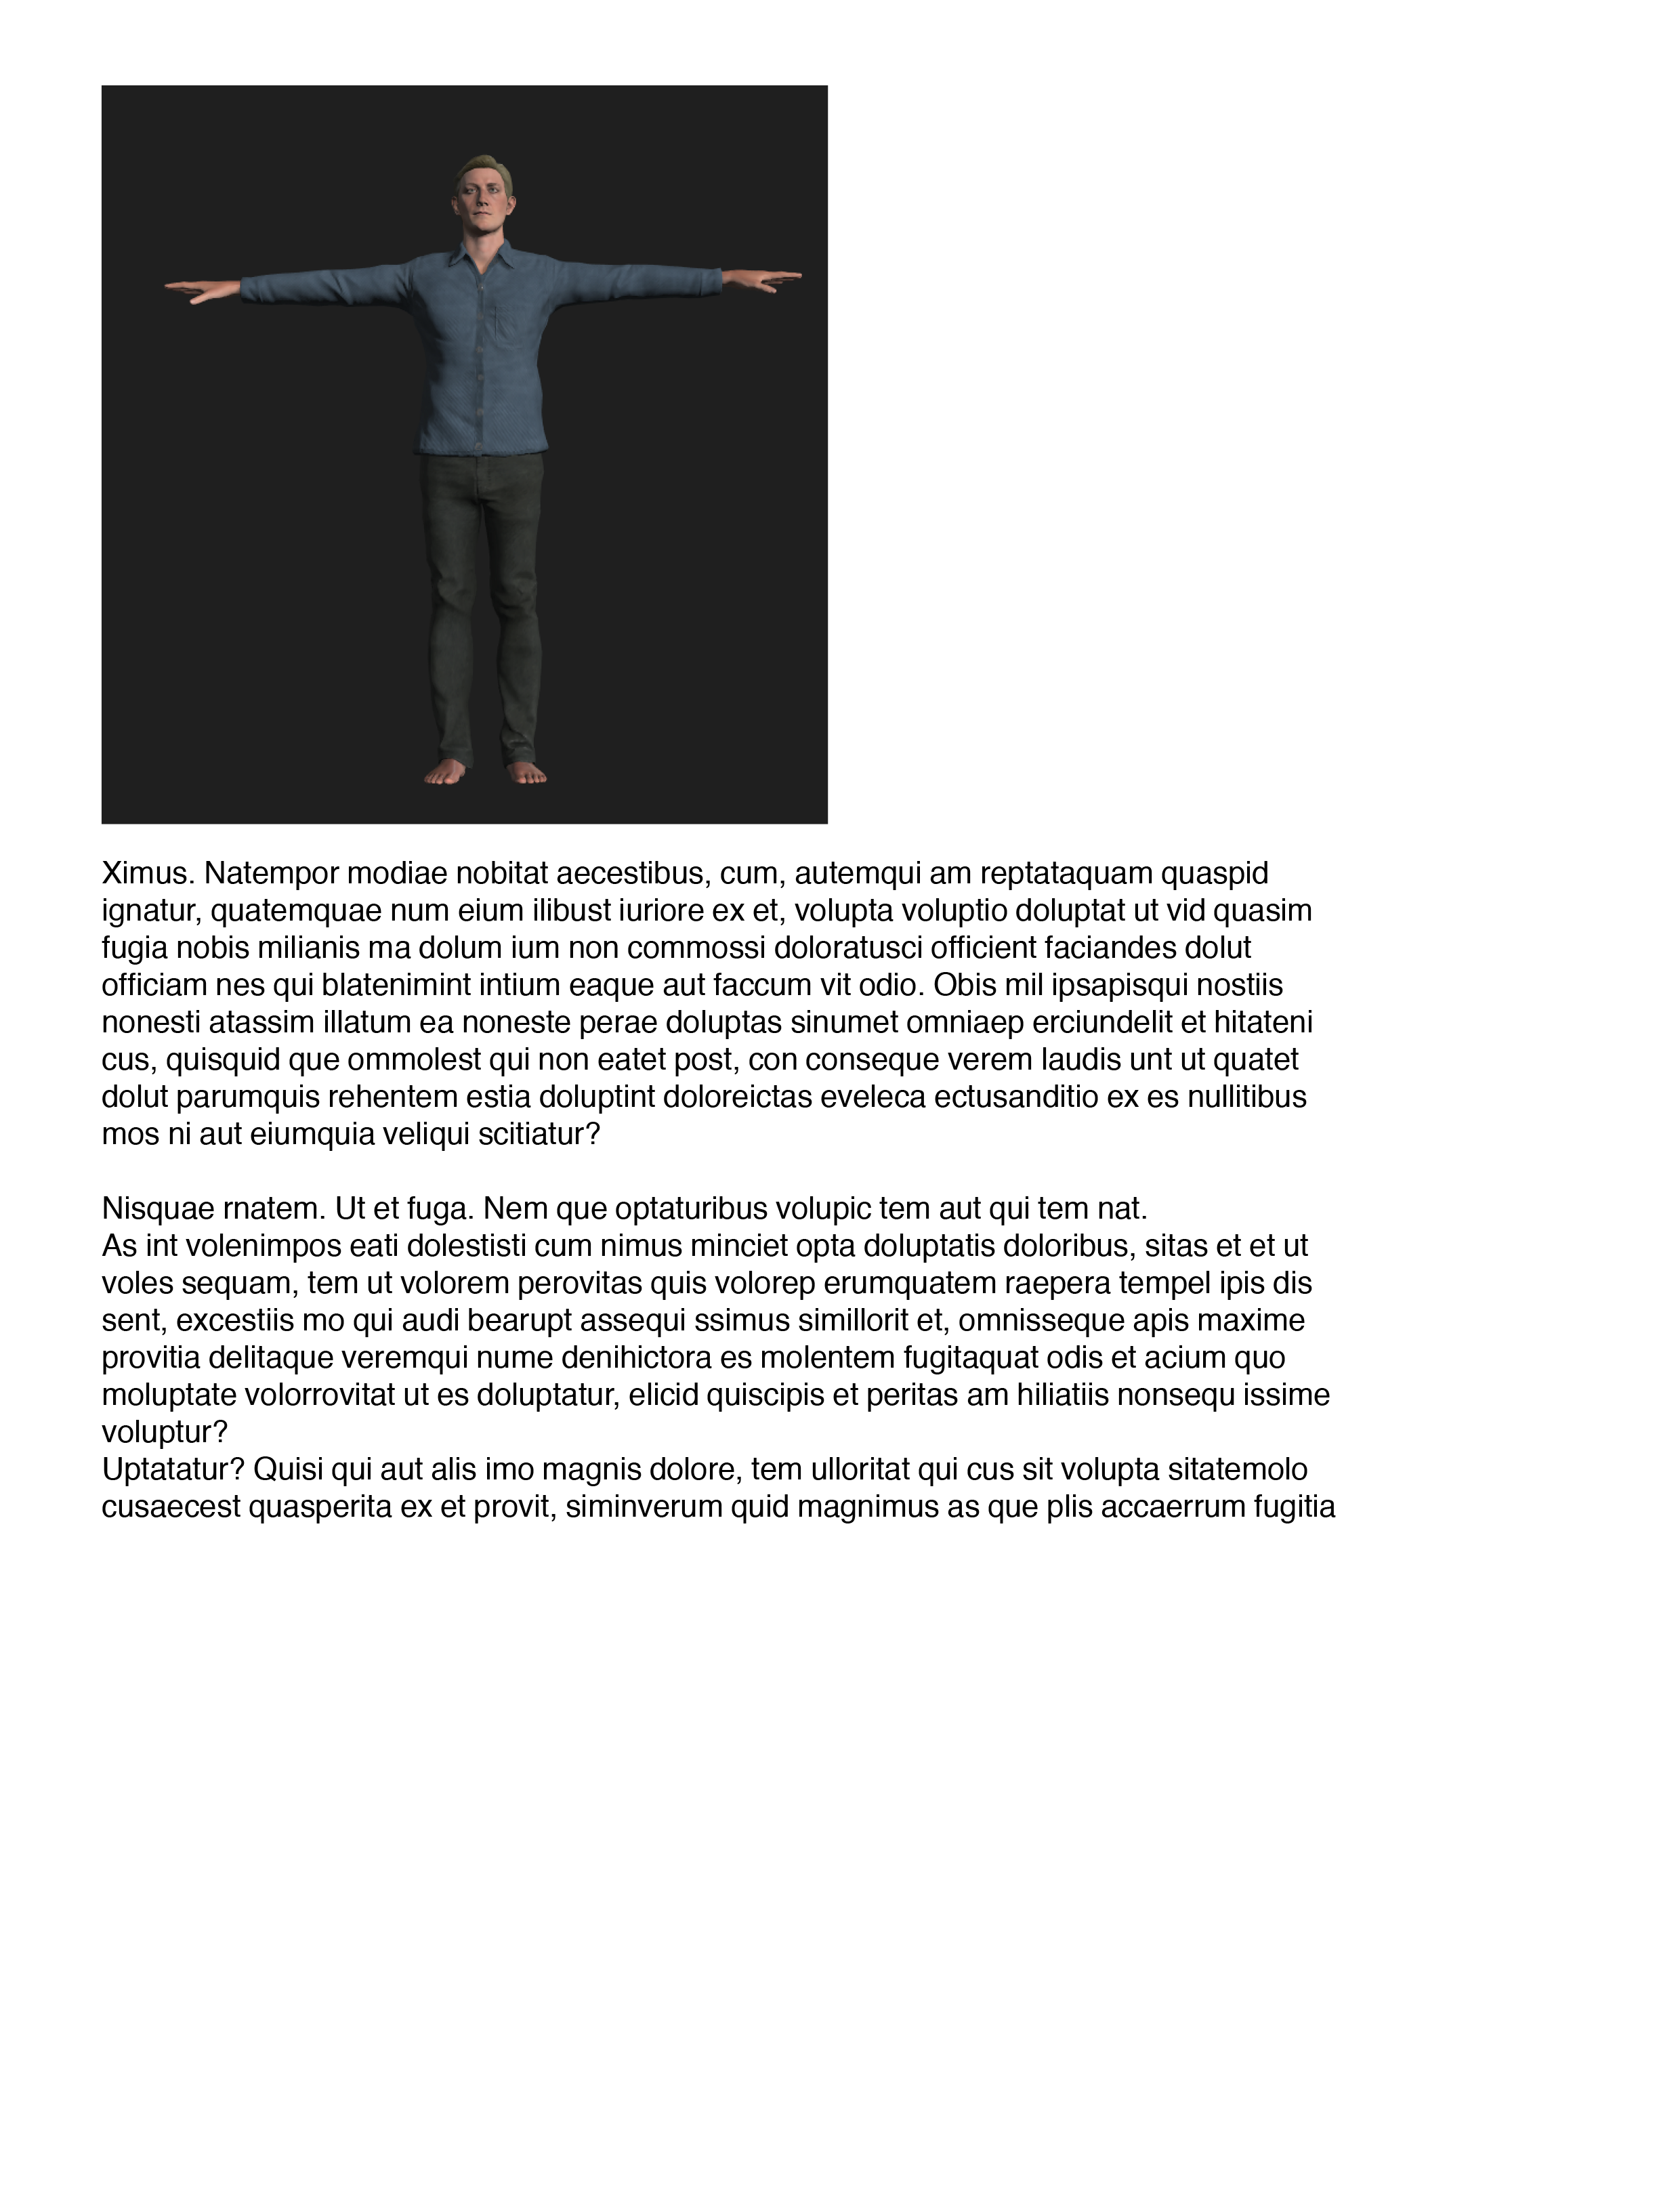 Ximus. Natempor modiae nobitat aecestibus, cum, autemqui am reptataquam quaspid
ignatur, quatemquae num eium ilibust iuriore ex et, volupta voluptio doluptat ut vid quasim
fugia nobis milianis ma dolum ium non commossi doloratusci officient faciandes dolut
officiam nes qui blatenimint intium eaque aut faccum vit odio. Obis mil ipsapisqui nostiis
nonesti atassim illatum ea noneste perae doluptas sinumet omniaep erciundelit et hitateni
cus, quisquid que ommolest qui non eatet post, con conseque verem laudis unt ut quatet
dolut parumquis rehentem estia doluptint doloreictas eveleca ectusanditio ex es nullitibus
mos ni aut eiumquia veliqui scitiatur?
Nisquae rnatem. Ut et fuga. Nem que optaturibus volupic tem aut qui tem nat.
As int volenimpos eati dolestisti cum nimus minciet opta doluptatis doloribus, sitas et et ut
voles sequam, tem ut volorem perovitas quis volorep erumquatem raepera tempel ipis dis
sent, excestiis mo qui audi bearupt assequi ssimus simillorit et, omnisseque apis maxime
provitia delitaque veremqui nume denihictora es molentem fugitaquat odis et acium quo
moluptate volorrovitat ut es doluptatur, elicid quiscipis et peritas am hiliatiis nonsequ issime
voluptur?
Uptatatur? Quisi qui aut alis imo magnis dolore, tem ulloritat qui cus sit volupta sitatemolo
cusaecest quasperita ex et provit, siminverum quid magnimus as que plis accaerrum fugitia